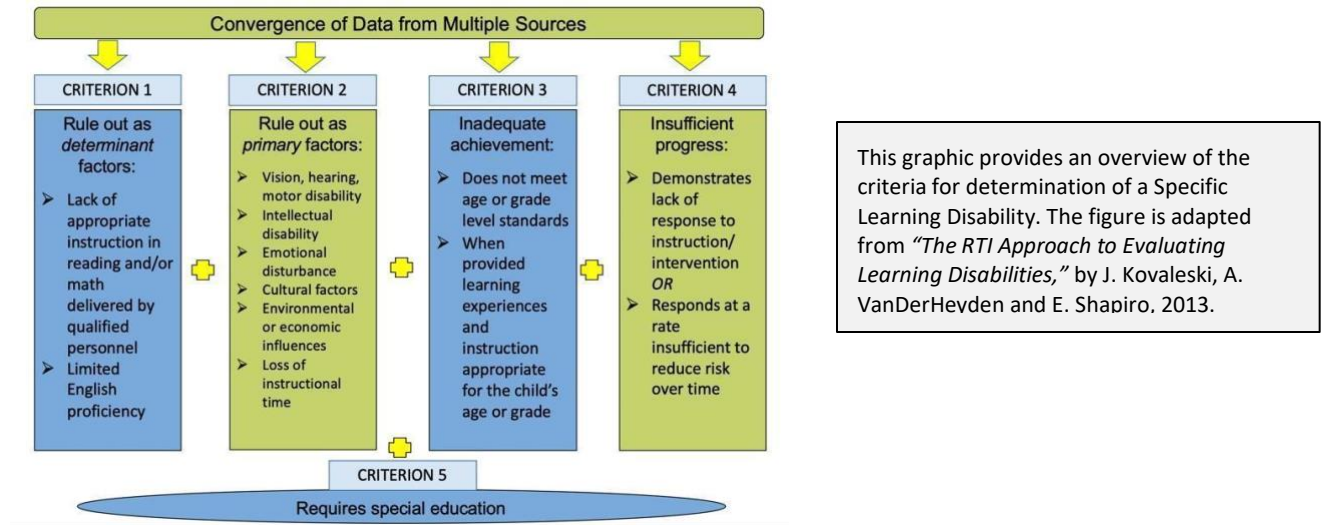 Convergence of Data from Multiple Sources
CRITERION 1
Rule out as
determinant
factors:
➢ Lack of
appropriate
instruction in
reading and/or
math
delivered by
qualified
personnel
➢ Limited
English
proficiency
CRITERION 2
Rule out as
primary factors:
➢ Vision, hearing,
motor disability
➢ Intellectual
disability
➢ Emotional
disturbance
➢ Cultural factors
➢ Environmental
or economic
influences
➢ Loss of
instructional
time
CRITERION 3
Inadequate
achievement:
➢ Does not meet
age or grade
level standards
➢ When
provided
learning
experiences
and
instruction
appropriate
for the child's
age or grade
CRITERION 4
Insufficient
progress:
➢ Demonstrates
lack of
response to
instruction/
intervention
OR
➢ Responds at a
rate
insufficient to
reduce risk
over time
CRITERION 5
Requires special education
This graphic provides an overview of the
criteria for determination of a Specific
Learning Disability. The figure is adapted
from “The RTI Approach to Evaluating
Learning Disabilities,” by J. Kovaleski, A.
VanDerHeyden and E. Shapiro, 2013.